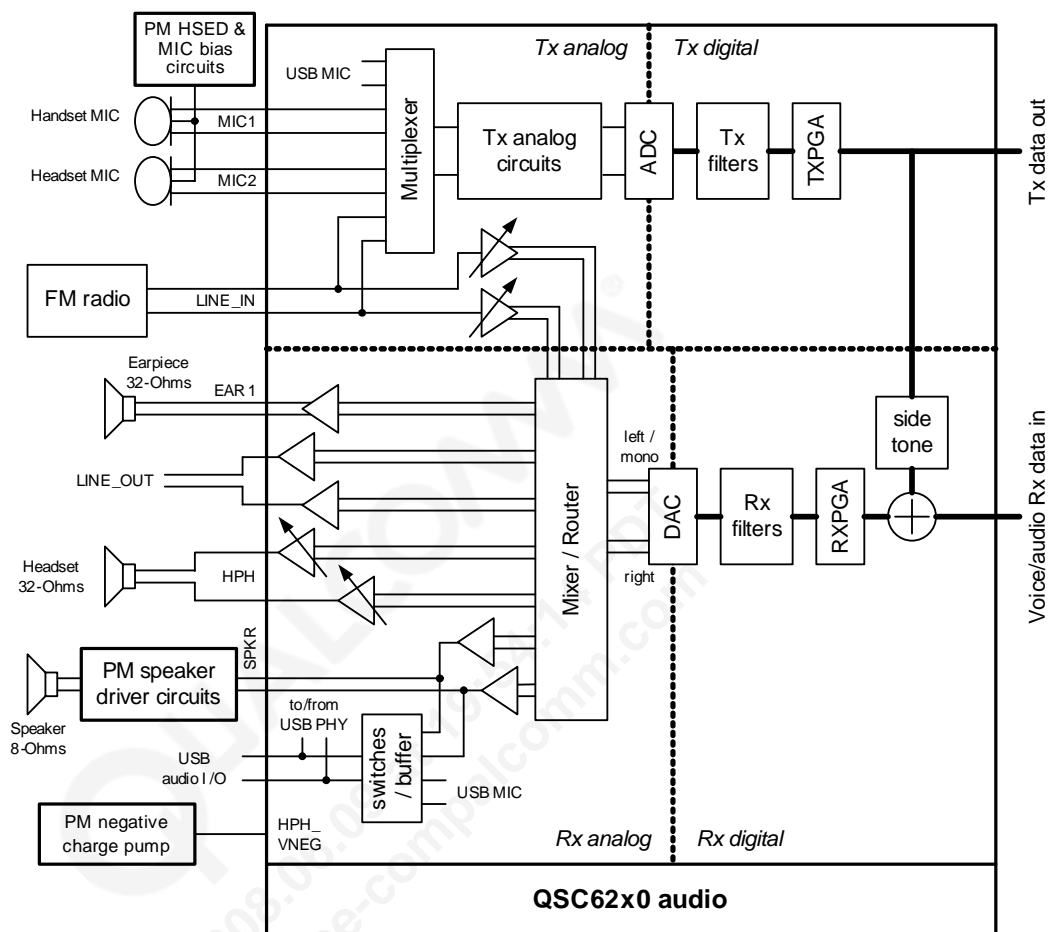 PM HSED &
MIC bias
circuits
Tx analog
Tx digital
USB MIC
Handset MIC
MIC1
Headset MIC
MIC2
Multiplexer
Tx analog
circuits
ADC
Tx
filters
TXPGA
Tx data out
FM radio
LINE_IN
Earpiece
32-Ohms
EAR1
LINE_OUT
Headset
32-Ohms
HPH
Mixer / Router
left /
mono
right
DAC
Rx
filters
RXPGA
side
tone
Voice/audio Rx data in
SPKR
PM speaker
driver circuits
Speaker
8-Ohms
to/from
USB PHY
USB
audio I/O
switches
/ buffer
USB MIC
PM negative
charge pump
HPH_
VNEG
Rx analog
Rx digital
QSC62x0 audio
QUALCOMM®